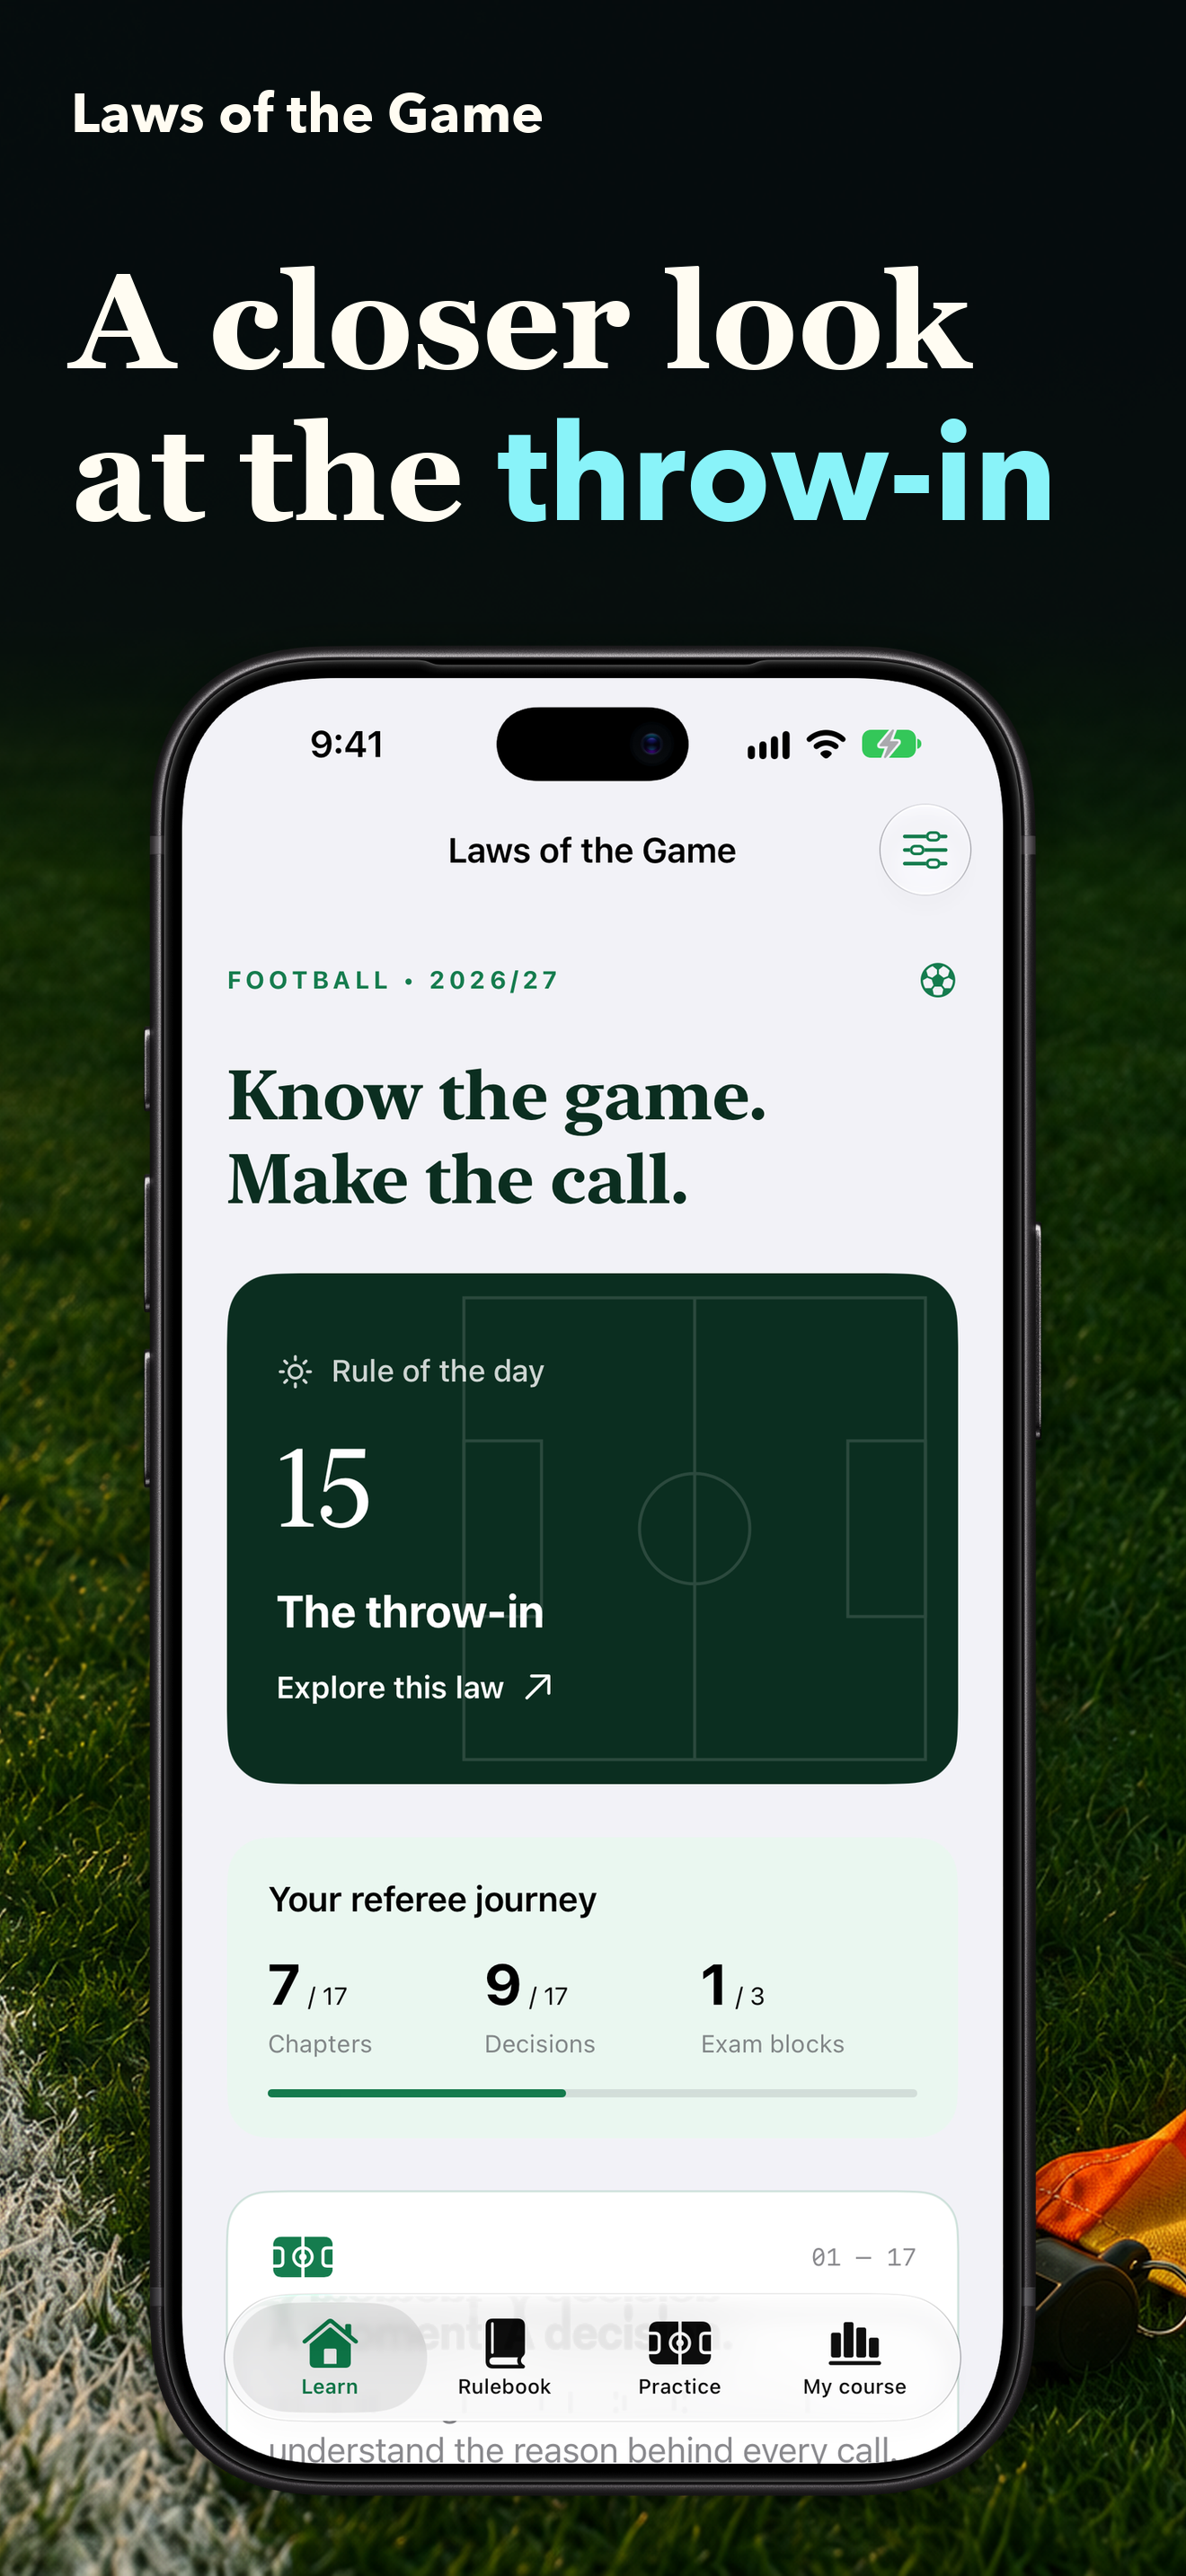 Laws of the Game
A closer look
at the throw-in
9:41
Laws of the Game
FOOTBALL • 2026/27
Know the game.
Make the call.
Rule of the day
15
The throw-in
Explore this law
Your referee journey
7 / 17 9 / 17 1 / 3
Chapters Decisions Exam blocks
01 — 17
Learn Rulebook Practice My course
understand the reason behind every call.